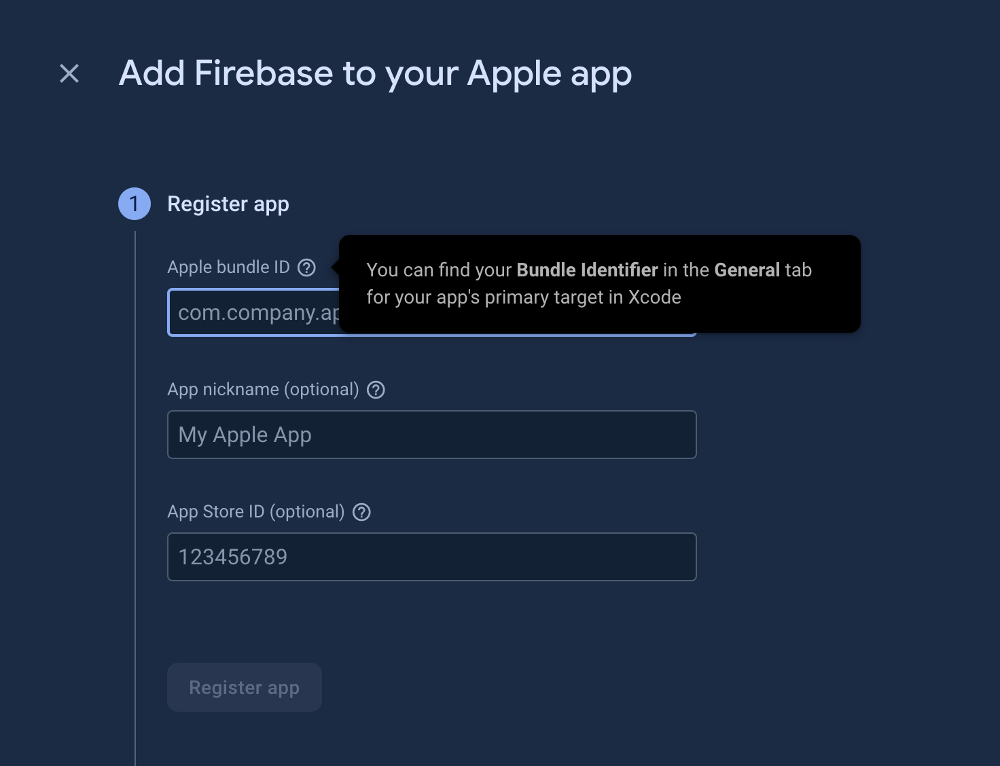 Add Firebase to your Apple app
1 Register app
Apple bundle ID
You can find your Bundle Identifier in the General tab
for your app's primary target in Xcode
com.company.ap
App nickname (optional)
My Apple App
App Store ID (optional)
123456789
Register app